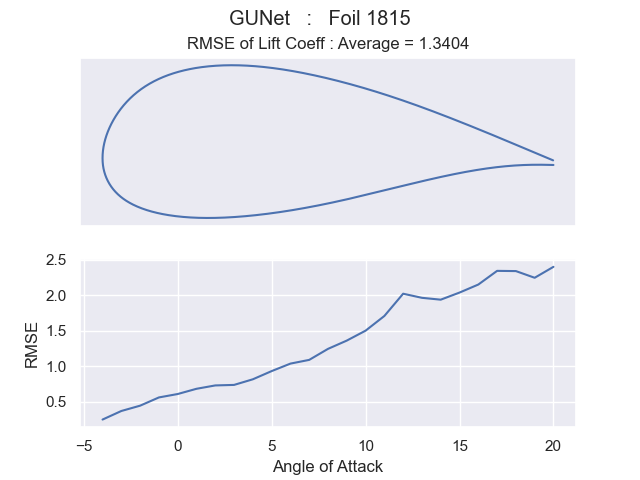 GUNet   :   Foil 1815
RMSE of Lift Coeff : Average = 1.3404
2.5
2.0
1.5
1.0
0.5
RMSE
−5 0 5 10 15 20
Angle of Attack